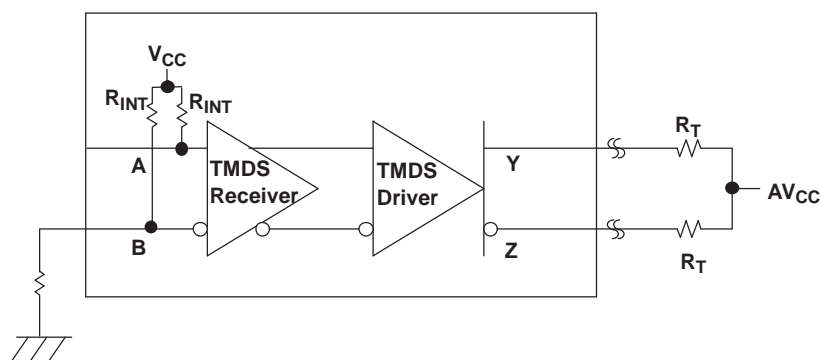 VCC
RINT
RINT
A
TMDS
Receiver
TMDS
Driver
Y
RT
AVCC
B
Z
RT